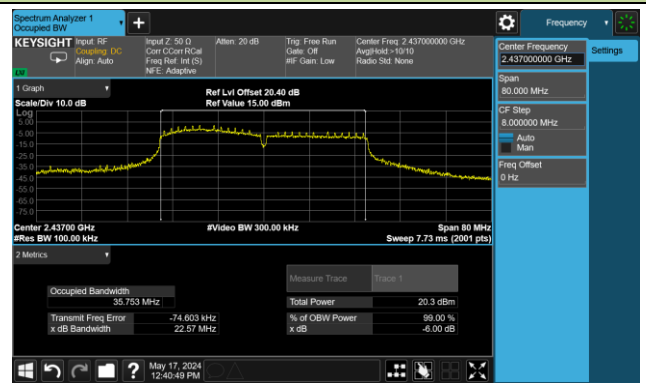 Spectrum Analyzer 1
Occupied BW
Frequency
KEYSIGHT
Input: RF
Coupling: DC
Align: Auto
Input Z: 50 Ω
Corr CCorr RCal
Freq Ref: Int (S)
NFE: Adaptive
Atten: 20 dB
Trig: Free Run
Gate: Off
#IF Gain: Low
Center Freq: 2.437000000 GHz
Avg|Hold:>10/10
Radio Std: None
LW
Center Frequency
2.437000000 GHz
Settings
Span
80.000 MHz
CF Step
8.000000 MHz
Auto
Man
Freq Offset
0 Hz
1 Graph
Scale/Div 10.0 dB
Ref Lvl Offset 20.40 dB
Ref Value 15.00 dBm
Log
5.00
-5.00
-15.0
-25.0
-35.0
-45.0
-55.0
-65.0
-75.0
Center 2.43700 GHz
#Res BW 100.00 kHz
#Video BW 300.00 kHz
Span 80 MHz
Sweep 7.73 ms (2001 pts)
2 Metrics
Measure Trace
Trace 1
Occupied Bandwidth
35.753 MHz
Total Power
20.3 dBm
Transmit Freq Error
-74.603 kHz
% of OBW Power
99.00 %
x dB Bandwidth
22.57 MHz
x dB
-6.00 dB
?
May 17, 2024
12:40:49 PM